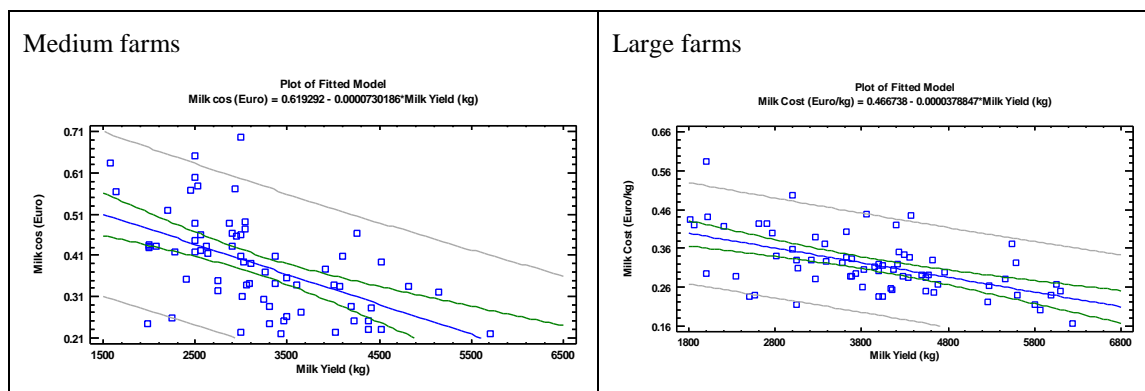 Medium farms
Plot of Fitted Model
Milk cos (Euro) = 0.619292 - 0.0000730186*Milk Yield (kg)
0.71
0.61
0.51
0.41
0.31
0.21
Milk cos (Euro)
1500 2500 3500 4500 5500 6500
Milk Yield (kg)
Large farms
Plot of Fitted Model
Milk Cost (Euro/kg) = 0.466738 - 0.0000378847*Milk Yield (kg)
0.66
0.56
0.46
0.36
0.26
0.16
Milk Cost (Euro/kg)
1800 2800 3800 4800 5800 6800
Milk Yield (kg)